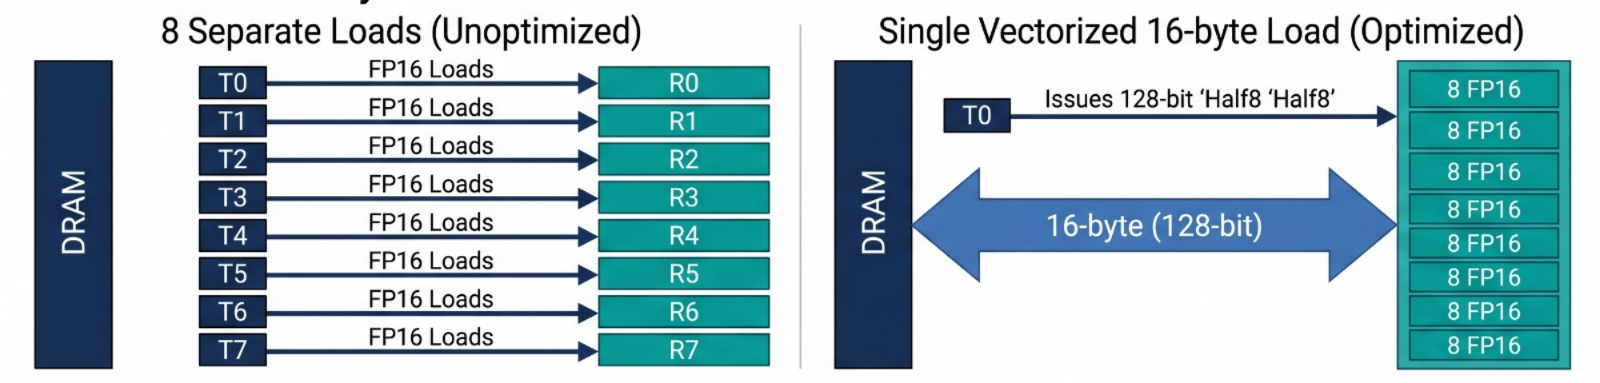 8 Separate Loads (Unoptimized)
DRAM
T0 FP16 Loads R0
T1 FP16 Loads R1
T2 FP16 Loads R2
T3 FP16 Loads R3
T4 FP16 Loads R4
T5 FP16 Loads R5
T6 FP16 Loads R6
T7 FP16 Loads R7
Single Vectorized 16-byte Load (Optimized)
DRAM
T0 Issues 128-bit ‘Half8 ‘Half8’
16-byte (128-bit)
8 FP16
8 FP16
8 FP16
8 FP16
8 FP16
8 FP16
8 FP16
8 FP16